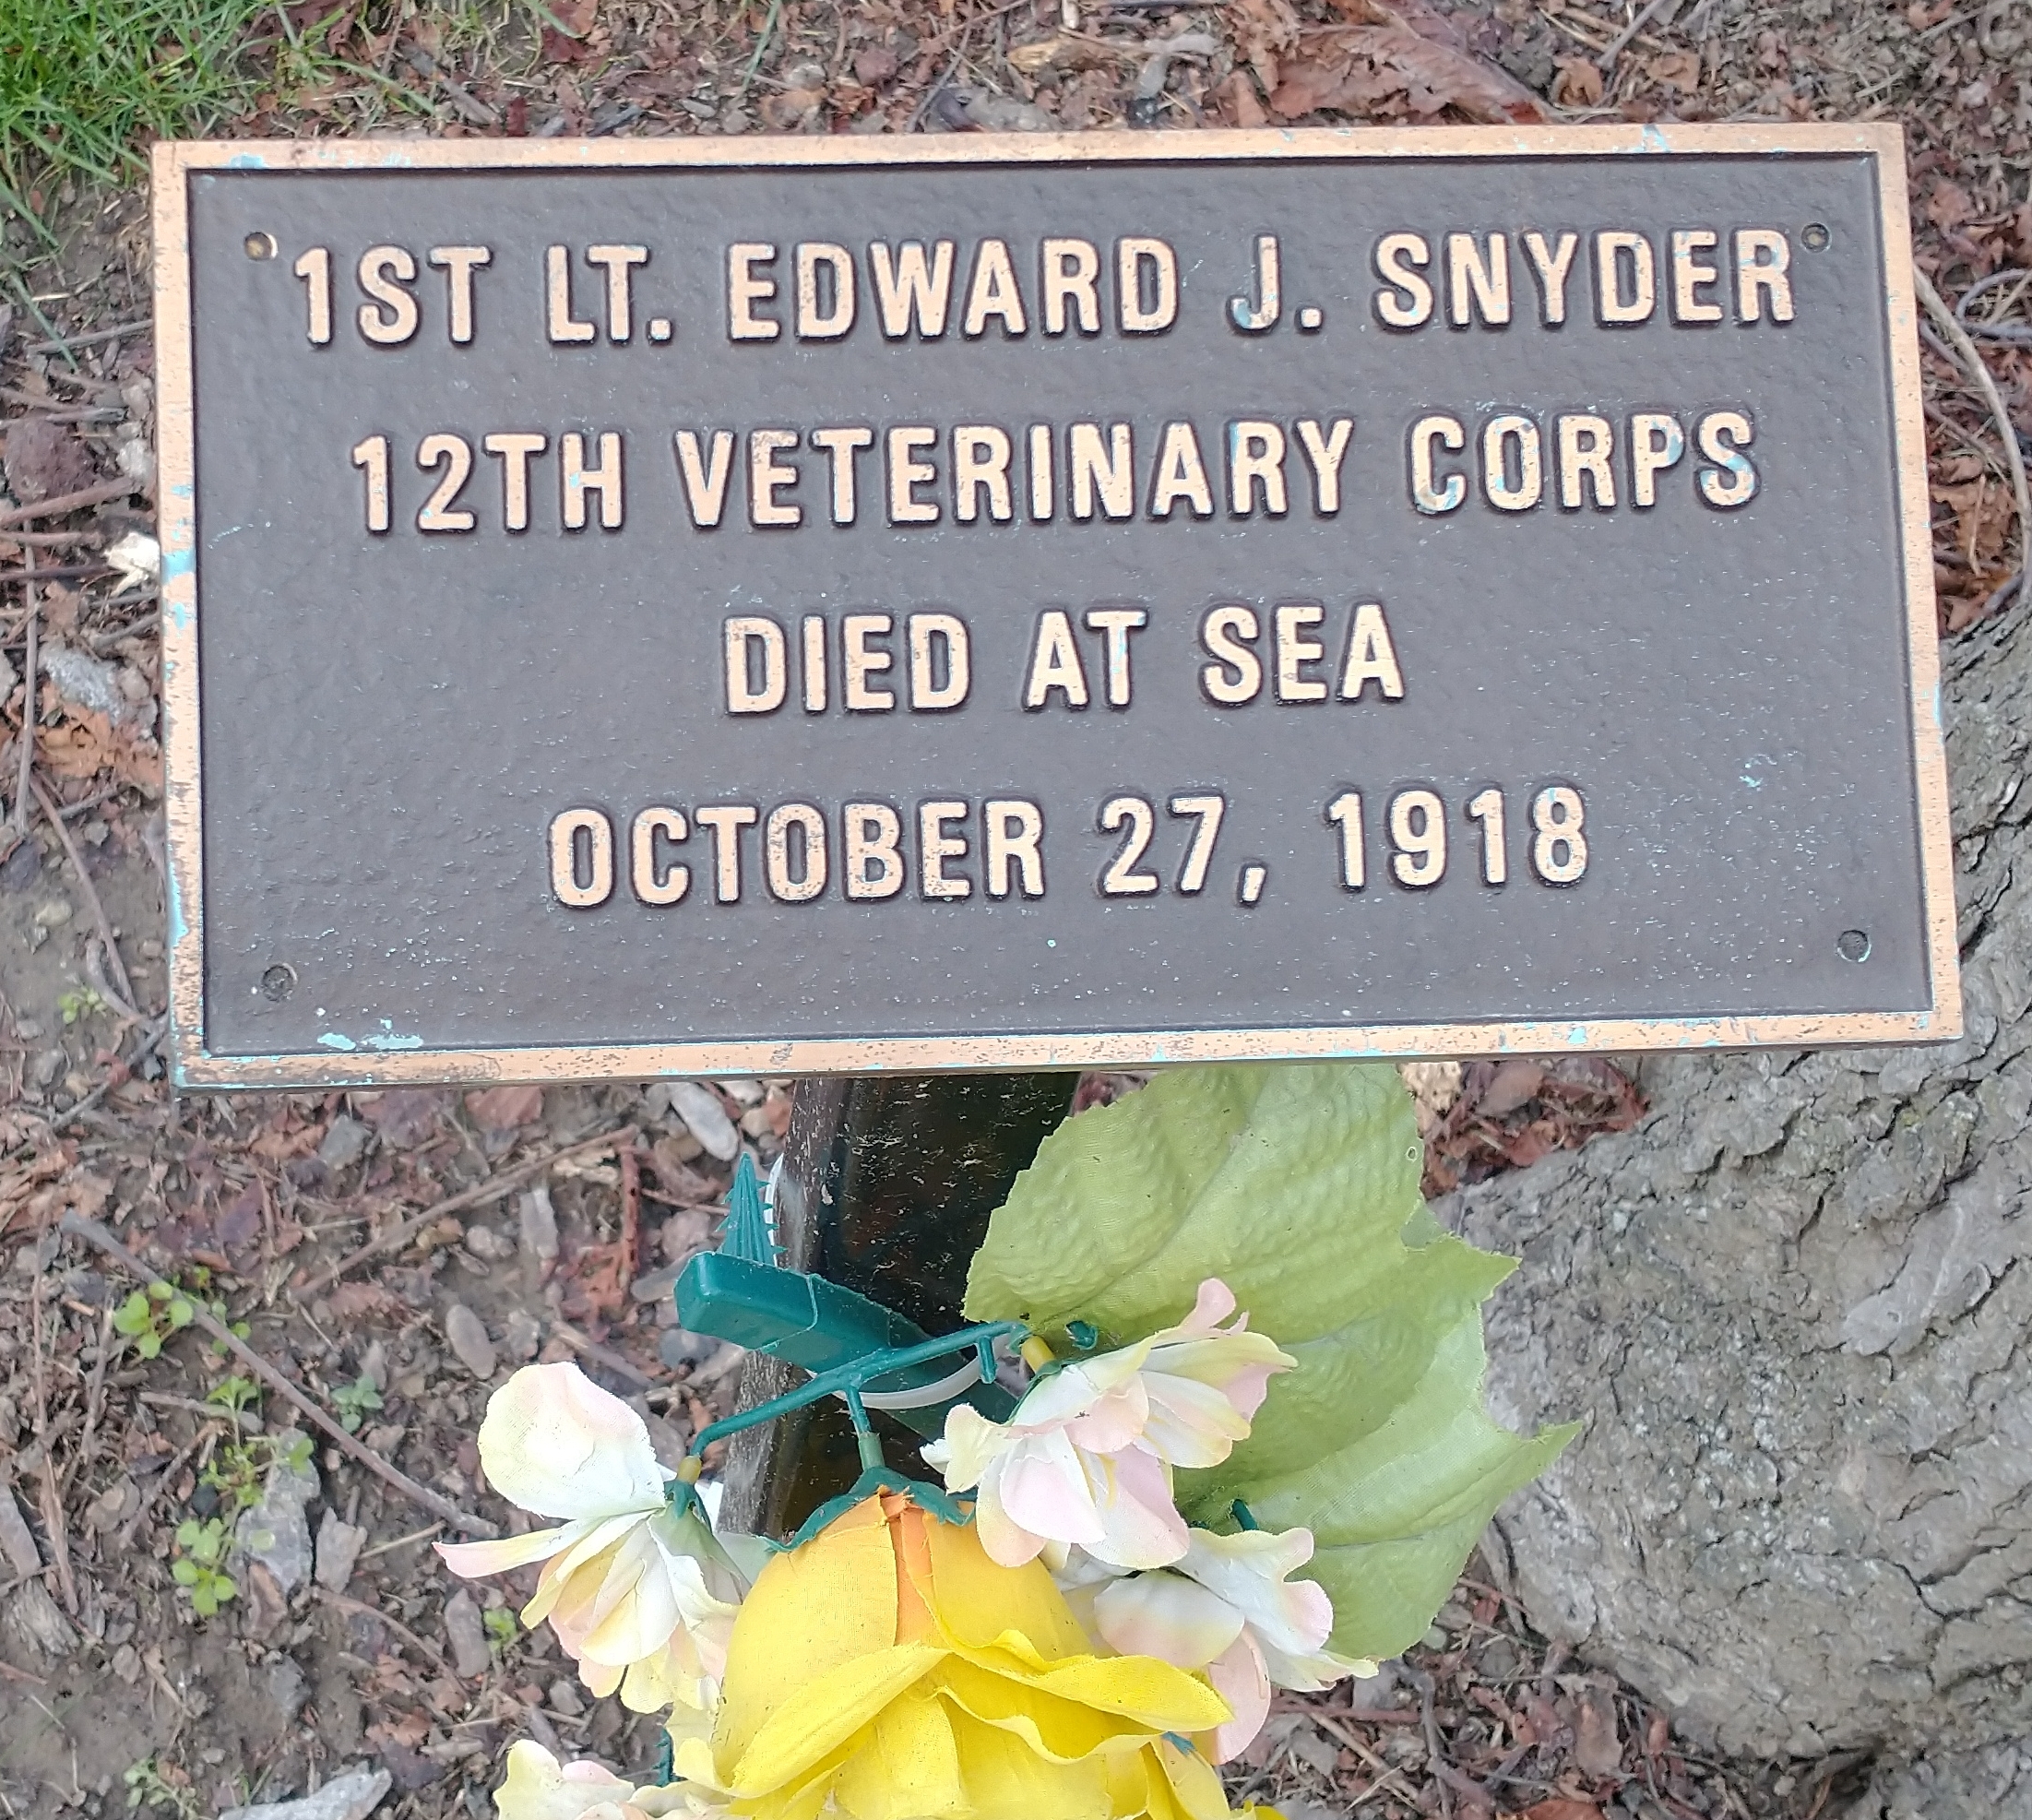 1ST LT. EDWARD J. SNYDER
12TH VETERINARY CORPS
DIED AT SEA
OCTOBER 27, 1918